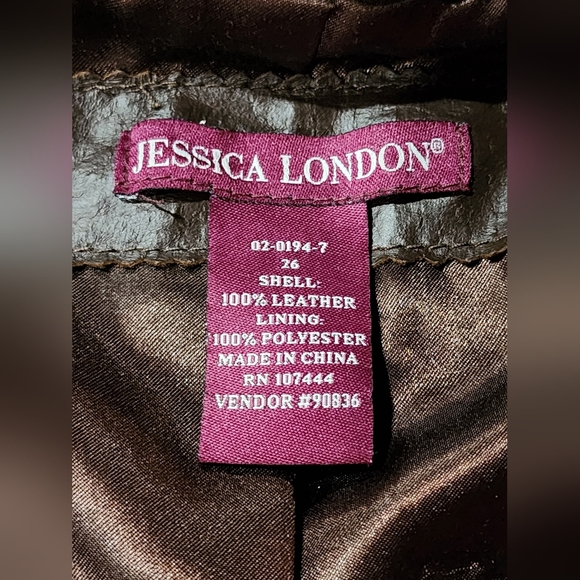 JESSICA LONDON®
02-0194-7
26
SHELL:
100% LEATHER
LINING:
100% POLYESTER
MADE IN CHINA
RN 107444
VENDOR #90836